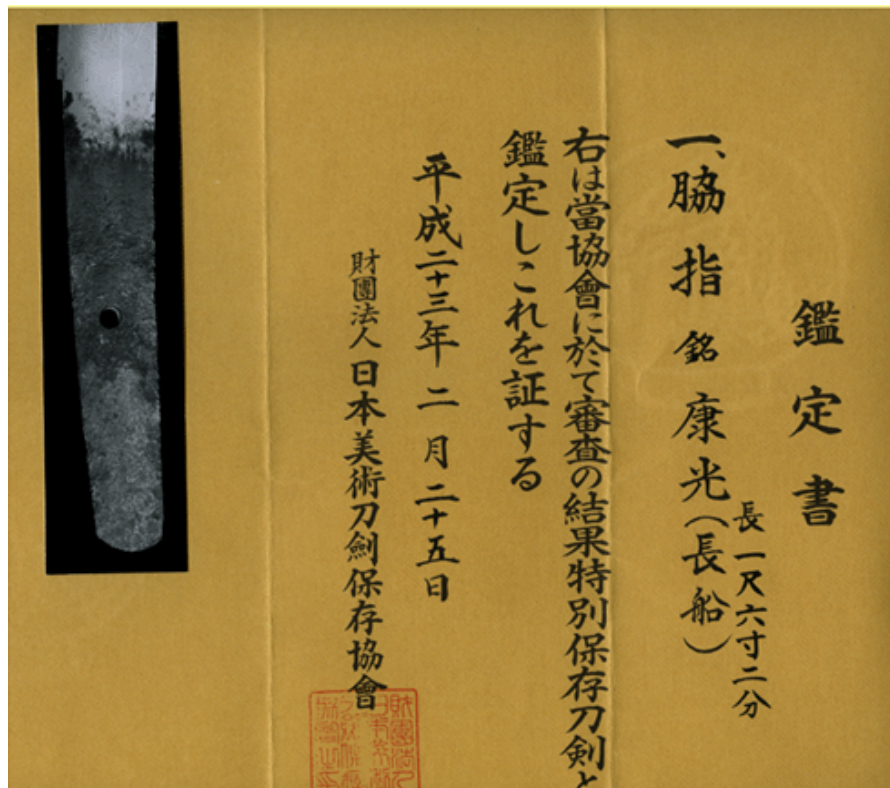 鑑定書
一、脇指 銘 康光(長船)
長一尺六寸二分
右は當協會に於て審査の結果特別保存刀剣と
鑑定しこれを証する
平成二十三年二月二十五日
財團法人日本美術刀劍保存協會